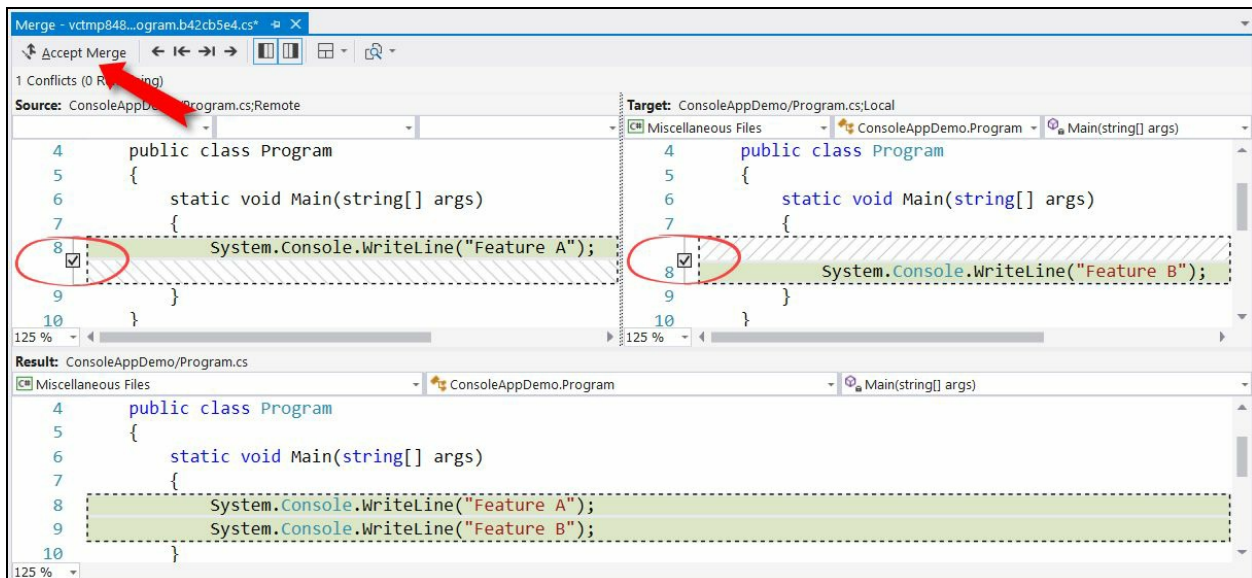 Merge - vctmp848...ogram.b42cb5e4.cs*
Accept Merge
1 Conflicts (0 Re ing)
Source: ConsoleAppDemo/Program.cs;Remote
4 public class Program
5 {
6 static void Main(string[] args)
7 {
8 System.Console.WriteLine("Feature A");
9 }
10 }
125 %
Target: ConsoleAppDemo/Program.cs;Local
C# Miscellaneous Files ConsoleAppDemo.Program Main(string[] args)
4 public class Program
5 {
6 static void Main(string[] args)
7 {
8 System.Console.WriteLine("Feature B");
9 }
10 }
125 %
Result: ConsoleAppDemo/Program.cs
C# Miscellaneous Files ConsoleAppDemo.Program Main(string[] args)
4 public class Program
5 {
6 static void Main(string[] args)
7 {
8 System.Console.WriteLine("Feature A");
9 System.Console.WriteLine("Feature B");
10 }
125 %